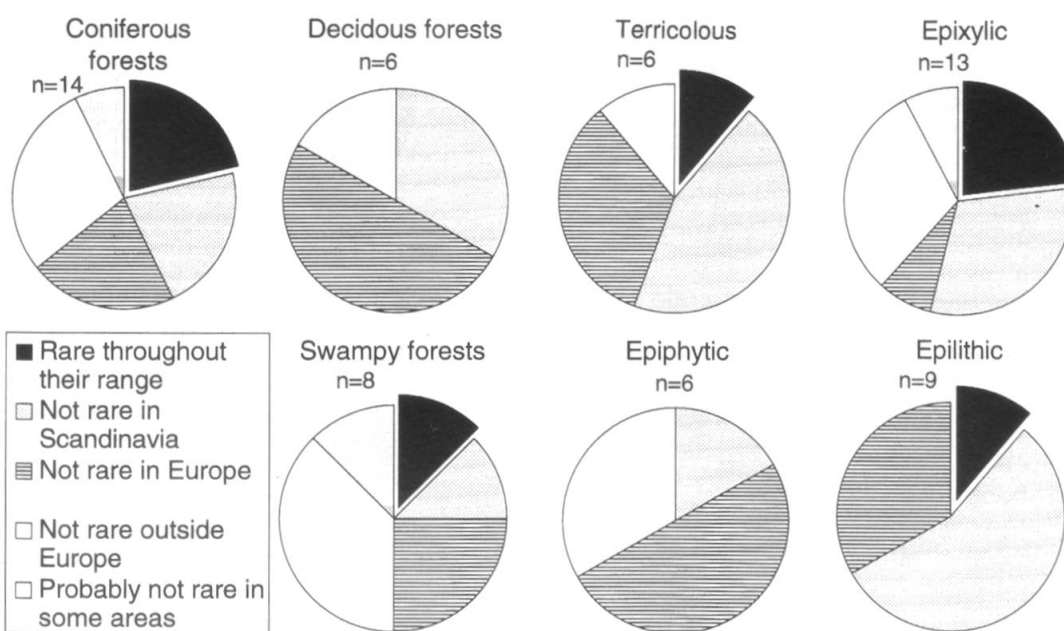 Coniferous
forests
n=14
Decidous forests
n=6
Terricolous
n=6
Epixylic
n=13
Rare throughout
their range
Not rare in
Scandinavia
Not rare in Europe
Not rare outside
Europe
Probably not rare in
some areas
Swampy forests
n=8
Epiphytic
n=6
Epilithic
n=9